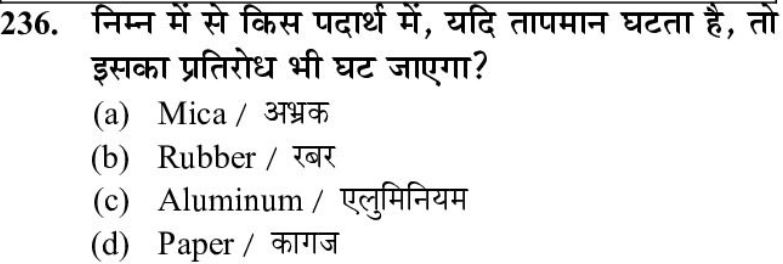 236. निम्न में से किस पदार्थ में, यदि तापमान घटता है, तो
इसका प्रतिरोध भी घट जाएगा?
(a) Mica / अभ्रक
(b) Rubber / रबर
(c) Aluminum / एलुमिनियम
(d) Paper / कागज